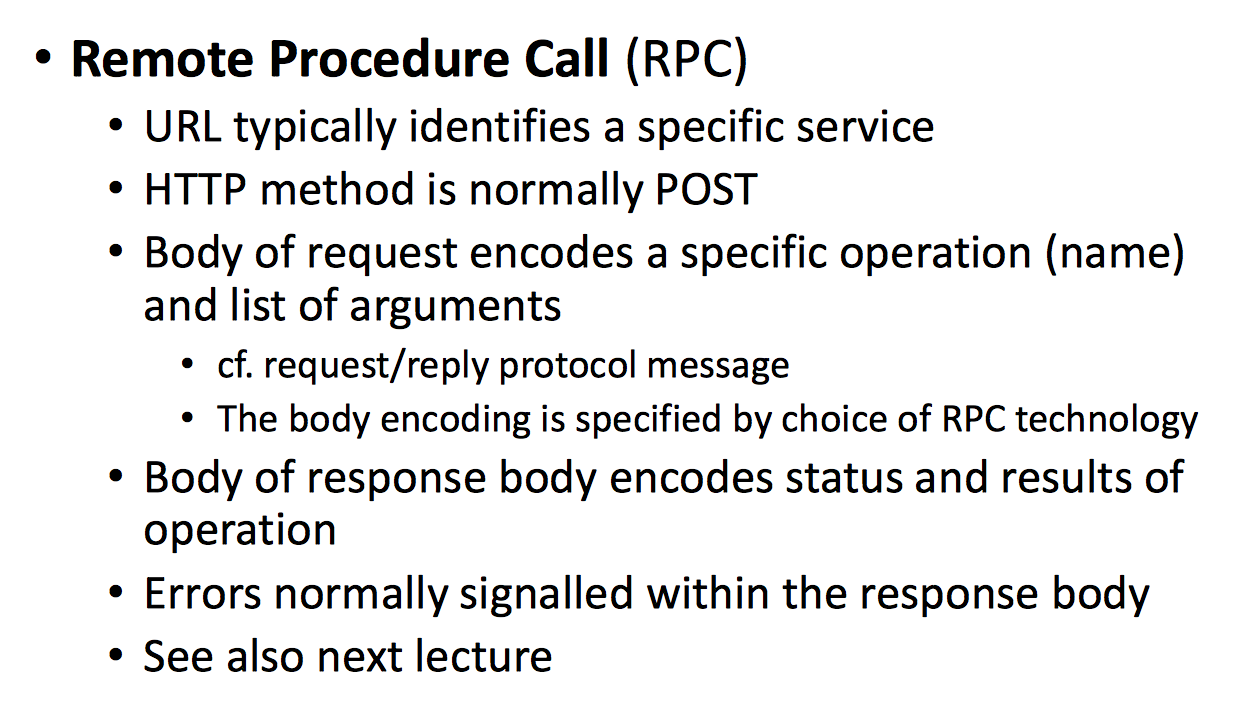 • Remote Procedure Call (RPC)
• URL typically identifies a specific service
• HTTP method is normally POST
• Body of request encodes a specific operation (name)
and list of arguments
• cf. request/reply protocol message
• The body encoding is specified by choice of RPC technology
• Body of response body encodes status and results of
operation
• Errors normally signalled within the response body
• See also next lecture